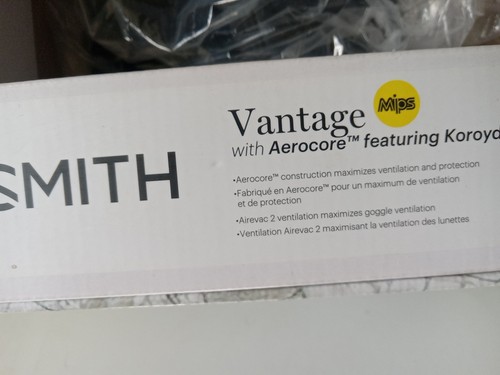 SMITH
Vantage
Mips
with Aerocore™ featuring Koroyd
•Aerocore™ construction maximizes ventilation and protection
•Fabriqué en Aerocore™ pour un maximum de ventilation
et de protection
•Airevac 2 ventilation maximizes goggle ventilation
•Ventilation Airevac 2 maximisant la ventilation des lunettes